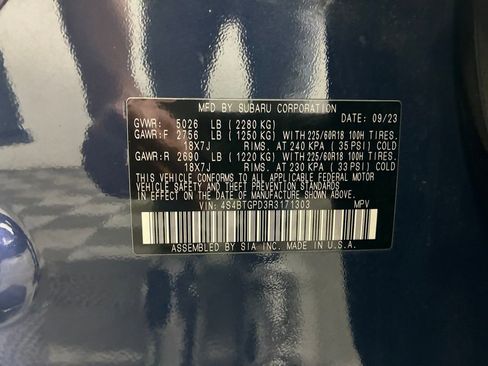 MFD BY SUBARU CORPORATION
DATE: 09/23
GVWR: 5026 LB (2280 KG)
GAWR:F 2756 LB (1250 KG) WITH 225/60R18 100H TIRES.
18X7J RIMS. AT 240 KPA (35 PSI) COLD
GAWR:R 2690 LB (1220 KG) WITH 225/60R18 100H TIRES.
18X7J RIMS. AT 230 KPA (33 PSI) COLD
THIS VEHICLE CONFORMS TO ALL APPLICABLE FEDERAL MOTOR
VEHICLE SAFETY AND THEFT PREVENTION STANDARDS
IN EFFECT ON THE DATE OF MANUFACTURE SHOWN ABOVE.
VIN: 4S4BTGPD3R3171303 MPV
ASSEMBLED BY SIA INC. MADE IN U.S.A.